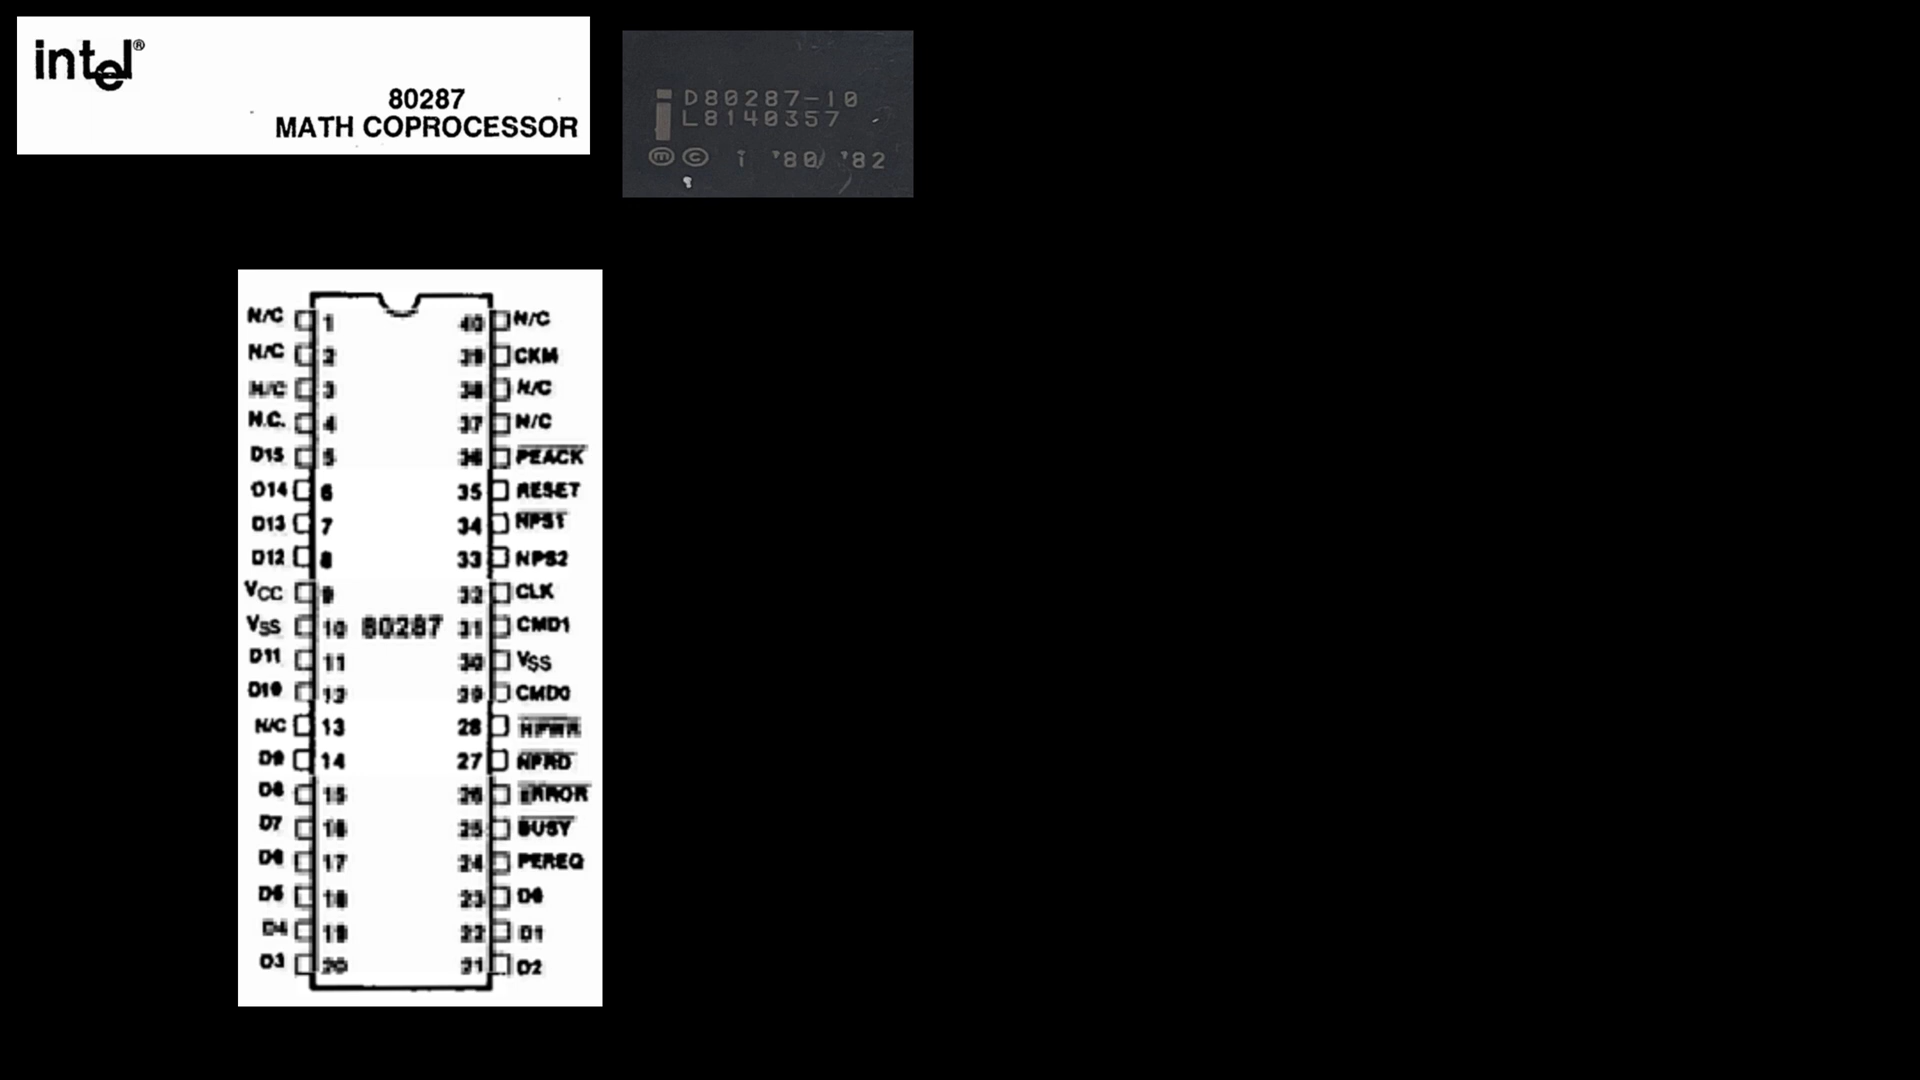 intel®
80287
MATH COPROCESSOR
D80287-10
L8140357
m c i '80 '82
N/C 1 40 N/C
N/C 2 39 CKM
N/C 3 38 N/C
N.C. 4 37 N/C
D15 5 36 PEACK
D14 6 35 RESET
D13 7 34 NPS1
D12 8 33 NPS2
VCC 9 32 CLK
VSS 10 80287 31 CMD1
D11 11 30 VSS
D10 12 29 CMD0
N/C 13 28 NPWR
D9 14 27 NPRD
D8 15 26 ERROR
D7 16 25 BUSY
D6 17 24 PEREQ
D5 18 23 D0
D4 19 22 D1
D3 20 21 D2